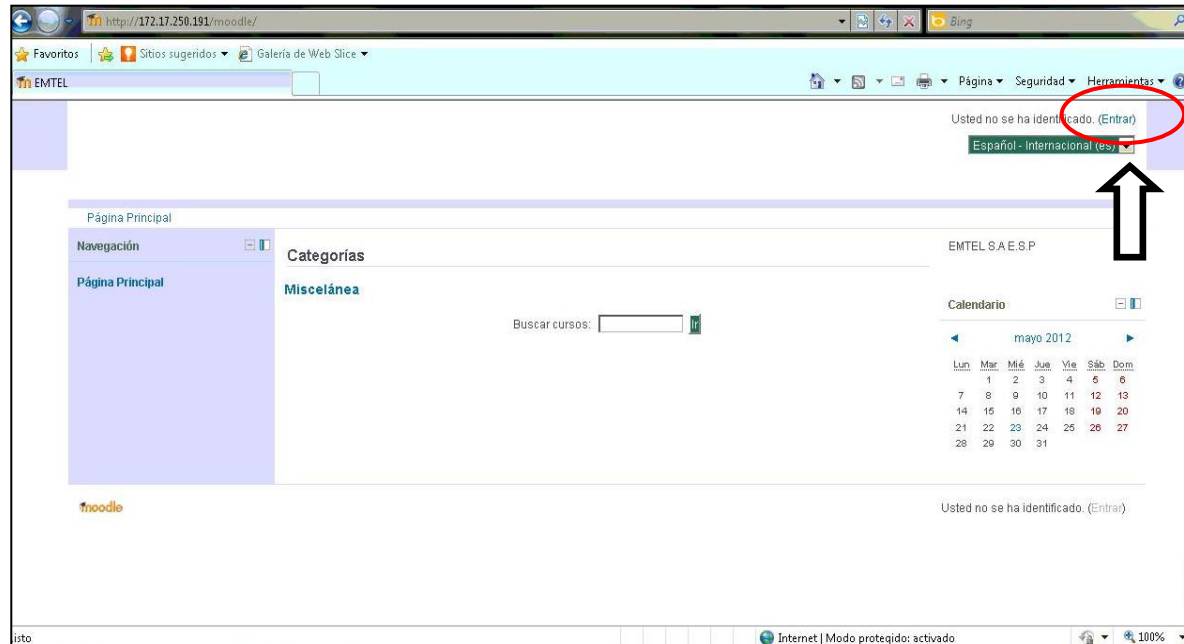 http://172.17.250.191/moodle/
Bing
Favoritos Sitios sugeridos Galería de Web Slice
EMTEL
Página Seguridad Herramientas
Usted no se ha identificado. (Entrar)
Español - Internacional (es)
Página Principal
Navegación
Página Principal
Categorías
Miscelánea
Buscar cursos: Ir
EMTEL S.A E.S.P
Calendario
mayo 2012
Lun Mar Mié Jue Vie Sáb Dom
1 2 3 4 5 6
7 8 9 10 11 12 13
14 15 16 17 18 19 20
21 22 23 24 25 26 27
28 29 30 31
moodle
Usted no se ha identificado. (Entrar)
isto
Internet | Modo protegido: activado
100%